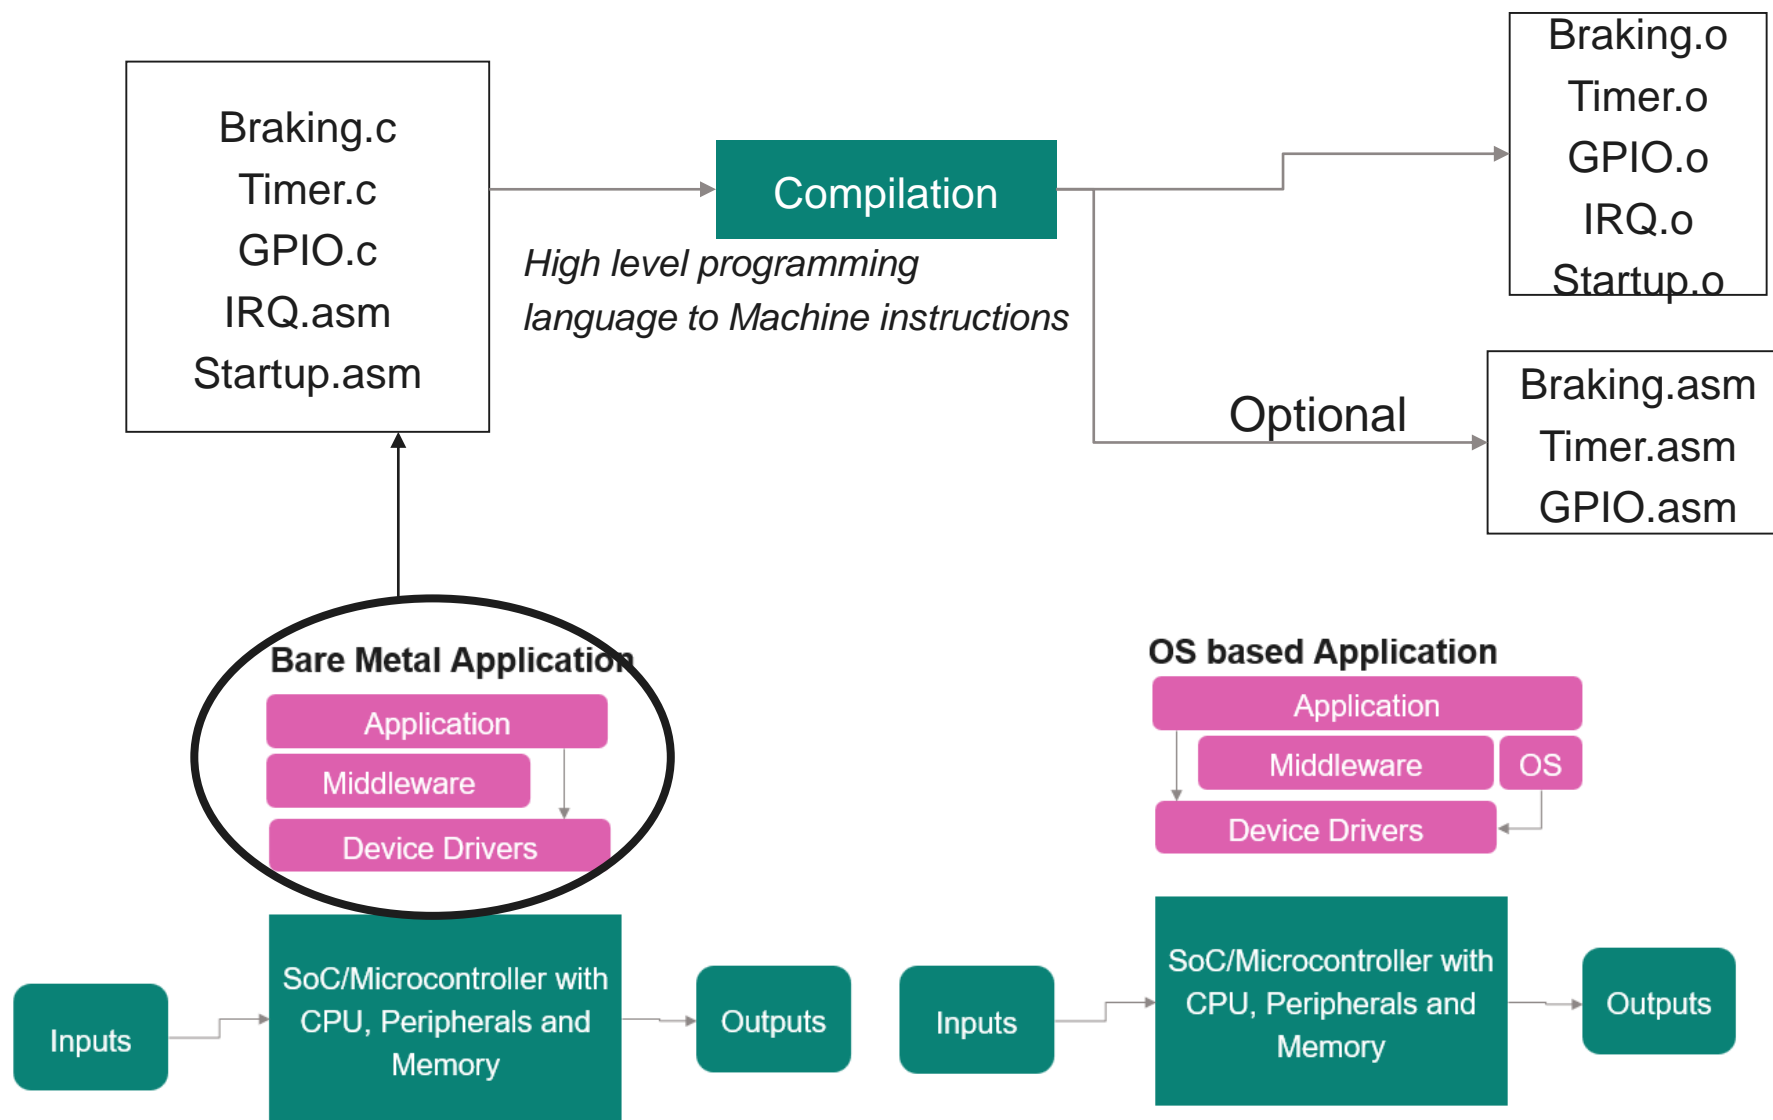 Braking.c
Timer.c
GPIO.c
IRQ.asm
Startup.asm
Compilation
High level programming
language to Machine instructions
Braking.o
Timer.o
GPIO.o
IRQ.o
Startup.o
Optional
Braking.asm
Timer.asm
GPIO.asm
Bare Metal Application
Application
Middleware
Device Drivers
Inputs
SoC/Microcontroller with
CPU, Peripherals and
Memory
Outputs
OS based Application
Application
Middleware
OS
Device Drivers
Inputs
SoC/Microcontroller with
CPU, Peripherals and
Memory
Outputs